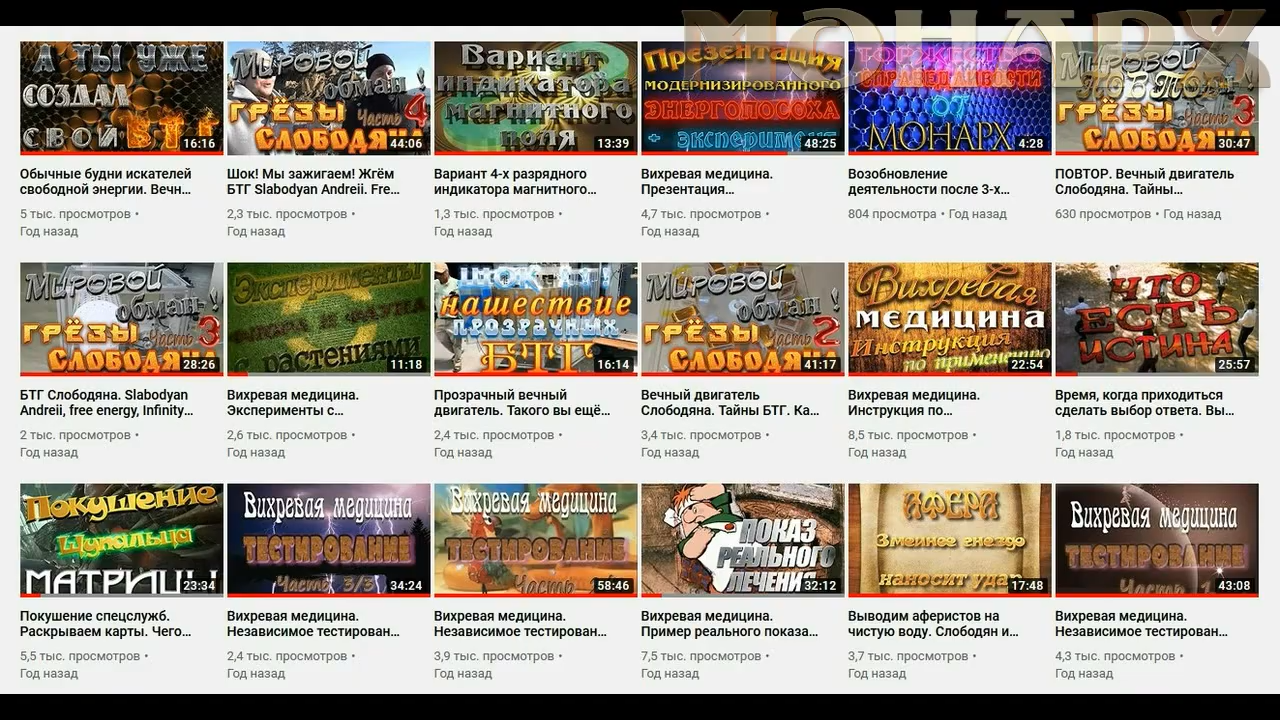 МОНАРХ
А ТЫ УЖЕ
СОЗДАЛ
СВОЙ БТГ
16:16
Мировой
обман !
ГРЁЗЫ Часть 4
СЛОБОДЯНА
44:06
Вариант
индикатора
магнитного
поля
13:39
Презентация
МОДЕРНИЗИРОВАННОГО
ЭНЕРГОПОСОХА
+ эксперимент
48:25
ТОРЖЕСТВО
СПРАВЕДЛИВОСТИ
ОТ
МОНАРХ
4:28
Мировой
обман !
ПОВТОР
ГРЁЗЫ Часть 3
СЛОБОДЯНА
30:47
Обычные будни искателей
свободной энергии. Вечн...
5 тыс. просмотров •
Год назад
Шок! Мы зажигаем! Жгём
БТГ Slabodyan Andreii. Fre...
2,3 тыс. просмотров •
Год назад
Вариант 4-х разрядного
индикатора магнитного...
1,3 тыс. просмотров •
Год назад
Вихревая медицина.
Презентация...
4,7 тыс. просмотров •
Год назад
Возобновление
деятельности после 3-х...
804 просмотра • Год назад
ПОВТОР. Вечный двигатель
Слободяна. Тайны...
630 просмотров • Год назад
Мировой
обман !
ГРЁЗЫ Часть 3
СЛОБОДЯНА
28:26
Эксперименты
с растениями
11:18
ШОК
нашествие
ПРОЗРАЧНЫХ
БТГ
16:14
Мировой
обман !
ГРЁЗЫ Часть 2
СЛОБОДЯНА
41:17
Вихревая
медицина
Инструкция
по применению
22:54
ЧТО
ЕСТЬ
ИСТИНА
25:57
БТГ Слободяна. Slabodyan
Andreii, free energy, Infinity...
2 тыс. просмотров •
Год назад
Вихревая медицина.
Эксперименты с...
2,6 тыс. просмотров •
Год назад
Прозрачный вечный
двигатель. Такого вы ещё...
2,4 тыс. просмотров •
Год назад
Вечный двигатель
Слободяна. Тайны БТГ. Ка...
3,4 тыс. просмотров •
Год назад
Вихревая медицина.
Инструкция по...
8,5 тыс. просмотров •
Год назад
Время, когда приходиться
сделать выбор ответа. Вы...
1,8 тыс. просмотров •
Год назад
Покушение
Щупальца
МАТРИЦЫ
23:34
Вихревая медицина
ТЕСТИРОВАНИЕ
Часть 3/3
34:24
Вихревая медицина
ТЕСТИРОВАНИЕ
Часть
58:46
ПОКАЗ
РЕАЛЬНОГО
ЛЕЧЕНИЯ
32:12
АФЕРА
Змеиное гнездо
наносит удар
17:48
Вихревая медицина
ТЕСТИРОВАНИЕ
Часть 1
43:08
Покушение спецслужб.
Раскрываем карты. Чего...
5,5 тыс. просмотров •
Год назад
Вихревая медицина.
Независимое тестирован...
2,4 тыс. просмотров •
Год назад
Вихревая медицина.
Независимое тестирован...
3,9 тыс. просмотров •
Год назад
Вихревая медицина.
Пример реального показа...
7,5 тыс. просмотров •
Год назад
Выводим аферистов на
чистую воду. Слободян и...
3,7 тыс. просмотров •
Год назад
Вихревая медицина.
Независимое тестирован...
4,3 тыс. просмотров •
Год назад